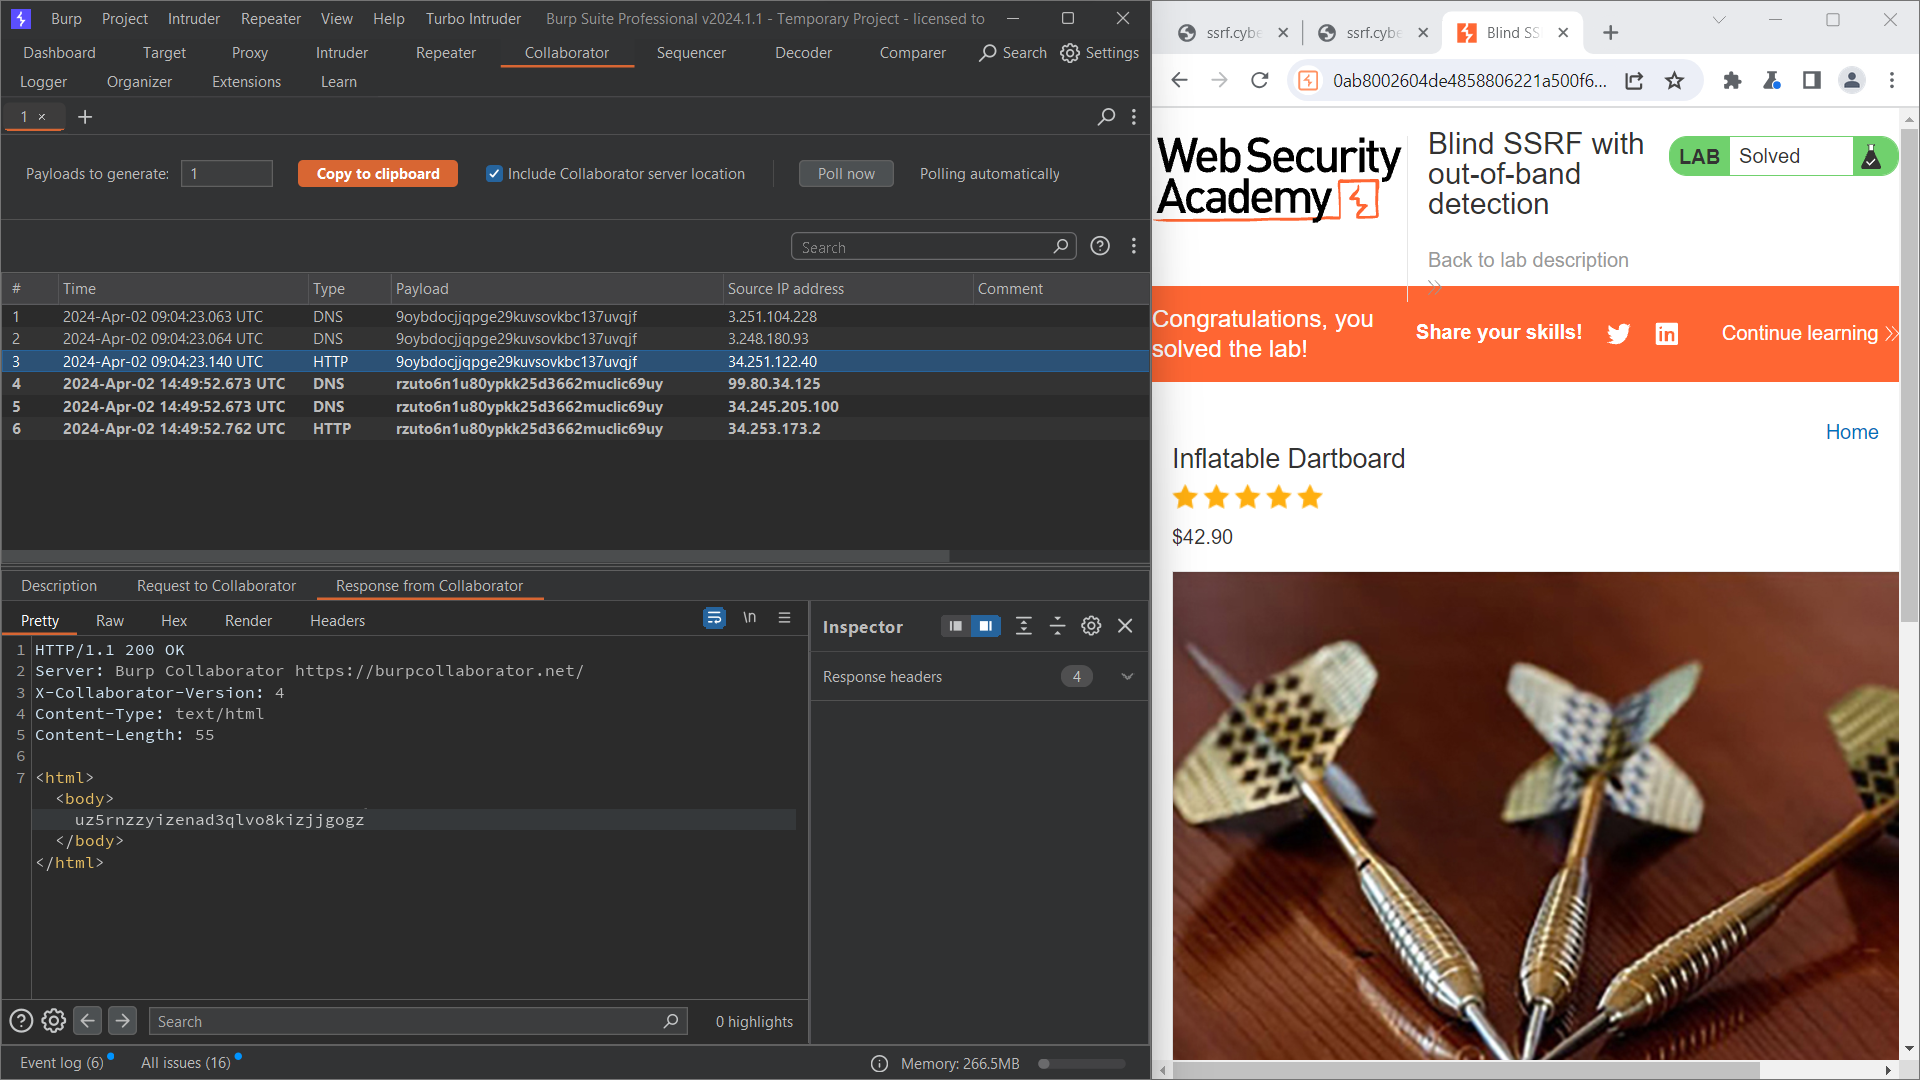 Burp Project Intruder Repeater View Help Turbo Intruder Burp Suite Professional v2024.1.1 - Temporary Project - licensed to
Dashboard Target Proxy Intruder Repeater Collaborator Sequencer Decoder Comparer Search Settings
Logger Organizer Extensions Learn
1 ×
Payloads to generate: 1 Copy to clipboard Include Collaborator server location Poll now Polling automatically
Search
# Time Type Payload Source IP address Comment
1 2024-Apr-02 09:04:23.063 UTC DNS 9oybdocjjqpge29kuvsovkbc137uvqjf 3.251.104.228
2 2024-Apr-02 09:04:23.064 UTC DNS 9oybdocjjqpge29kuvsovkbc137uvqjf 3.248.180.93
3 2024-Apr-02 09:04:23.140 UTC HTTP 9oybdocjjqpge29kuvsovkbc137uvqjf 34.251.122.40
4 2024-Apr-02 14:49:52.673 UTC DNS rzuto6n1u80ypkk25d3662muclic69uy 99.80.34.125
5 2024-Apr-02 14:49:52.673 UTC DNS rzuto6n1u80ypkk25d3662muclic69uy 34.245.205.100
6 2024-Apr-02 14:49:52.762 UTC HTTP rzuto6n1u80ypkk25d3662muclic69uy 34.253.173.2
Description Request to Collaborator Response from Collaborator
Pretty Raw Hex Render Headers \n
1 HTTP/1.1 200 OK
2 Server: Burp Collaborator https://burpcollaborator.net/
3 X-Collaborator-Version: 4
4 Content-Type: text/html
5 Content-Length: 55
6
7 <html>
<body>
uz5rnzzyizenad3qlvo8kizjjgogz
</body>
</html>
Inspector
Response headers 4
Search 0 highlights
Event log (6) All issues (16) Memory: 266.5MB
ssrf.cybe ssrf.cybe Blind SS
0ab8002604de4858806221a500f6...
Web Security
Academy
Blind SSRF with
out-of-band
detection
LAB Solved
Back to lab description
Congratulations, you
solved the lab!
Share your skills! Continue learning
Home
Inflatable Dartboard
$42.90